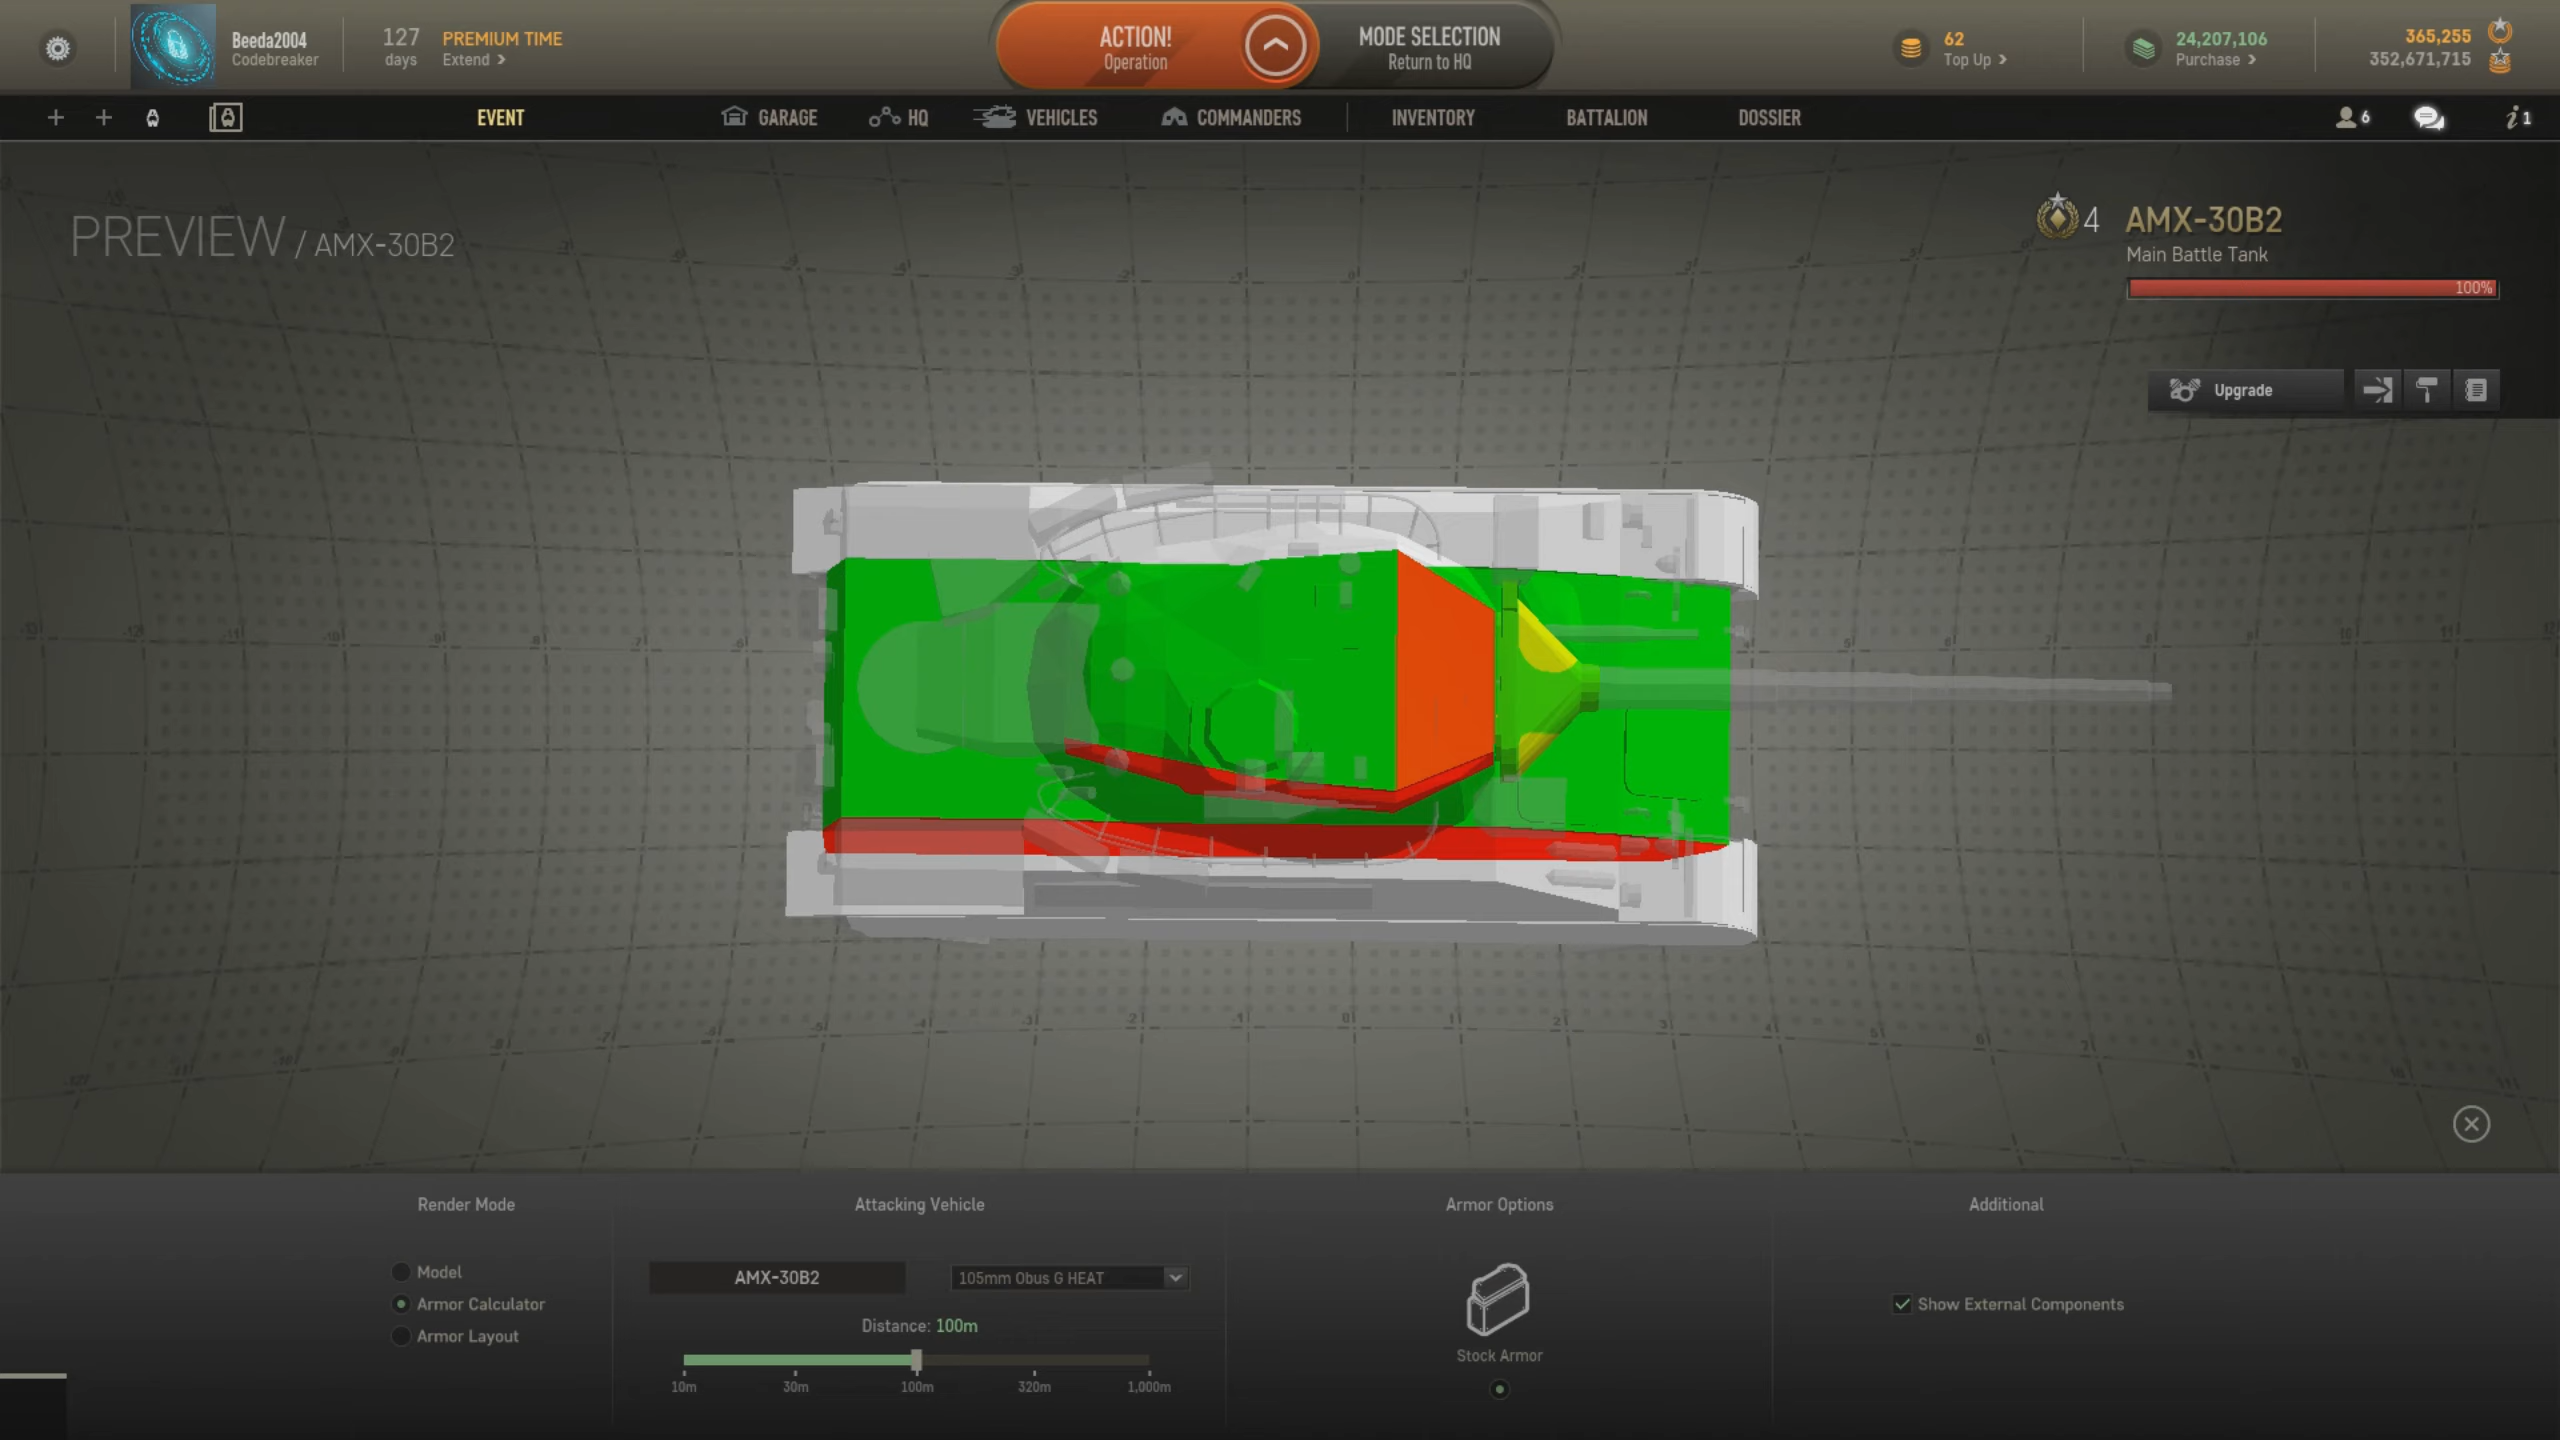 Beeda2004
Codebreaker
127
days
PREMIUM TIME
Extend >
ACTION!
Operation
MODE SELECTION
Return to HQ
62
Top Up >
24,207,106
Purchase >
365,255
352,671,715
EVENT
GARAGE
HQ
VEHICLES
COMMANDERS
INVENTORY
BATTALION
DOSSIER
6
1
PREVIEW / AMX-30B2
4
AMX-30B2
Main Battle Tank
100%
Upgrade
Render Mode
Model
Armor Calculator
Armor Layout
Attacking Vehicle
AMX-30B2
105mm Obus G HEAT
Distance: 100m
10m 30m 100m 320m 1,000m
Armor Options
Stock Armor
Additional
Show External Components